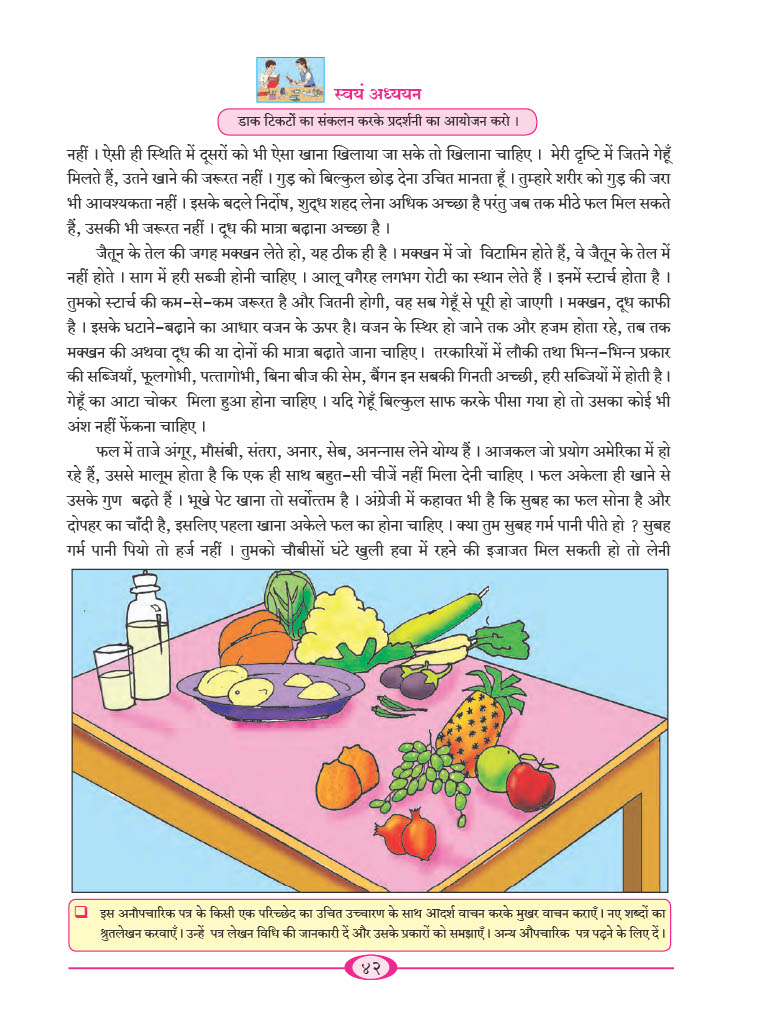 स्वयं अध्ययन
डाक टिकटों का संकलन करके प्रदर्शनी का आयोजन करो ।
नहीं । ऐसी ही स्थिति में दूसरों को भी ऐसा खाना खिलाया जा सके तो खिलाना चाहिए । मेरी दृष्टि में जितने गेहूँ
मिलते हैं, उतने खाने की जरूरत नहीं । गुड़ को बिल्कुल छोड़ देना उचित मानता हूँ । तुम्हारे शरीर को गुड़ की जरा
भी आवश्यकता नहीं । इसके बदले निर्दोष, शुद्ध शहद लेना अधिक अच्छा है परंतु जब तक मीठे फल मिल सकते
हैं, उसकी भी जरूरत नहीं । दूध की मात्रा बढ़ाना अच्छा है ।
जैतून के तेल की जगह मक्खन लेते हो, यह ठीक ही है । मक्खन में जो विटामिन होते हैं, वे जैतून के तेल में
नहीं होते । साग में हरी सब्जी होनी चाहिए । आलू वगैरह लगभग रोटी का स्थान लेते हैं । इनमें स्टार्च होता है ।
तुमको स्टार्च की कम-से-कम जरूरत है और जितनी होगी, वह सब गेहूँ से पूरी हो जाएगी । मक्खन, दूध काफी
है । इसके घटाने-बढ़ाने का आधार वजन के ऊपर है। वजन के स्थिर हो जाने तक और हजम होता रहे, तब तक
मक्खन की अथवा दूध की या दोनों की मात्रा बढ़ाते जाना चाहिए। तरकारियों में लौकी तथा भिन्न-भिन्न प्रकार
की सब्जियाँ, फूलगोभी, पत्तागोभी, बिना बीज की सेम, बैंगन इन सबकी गिनती अच्छी, हरी सब्जियों में होती है।
गेहूँ का आटा चोकर मिला हुआ होना चाहिए । यदि गेहूँ बिल्कुल साफ करके पीसा गया हो तो उसका कोई भी
अंश नहीं फेंकना चाहिए ।
फल में ताजे अंगूर, मौसंबी, संतरा, अनार, सेब, अनन्नास लेने योग्य हैं । आजकल जो प्रयोग अमेरिका में हो
रहे हैं, उससे मालूम होता है कि एक ही साथ बहुत-सी चीजें नहीं मिला देनी चाहिए । फल अकेला ही खाने से
उसके गुण बढ़ते हैं । भूखे पेट खाना तो सर्वोत्तम है । अंग्रेजी में कहावत भी है कि सुबह का फल सोना है और
दोपहर का चाँदी है, इसलिए पहला खाना अकेले फल का होना चाहिए । क्या तुम सुबह गर्म पानी पीते हो ? सुबह
गर्म पानी पियो तो हर्ज नहीं । तुमको चौबीसों घंटे खुली हवा में रहने की इजाजत मिल सकती हो तो लेनी
इस अनौपचारिक पत्र के किसी एक परिच्छेद का उचित उच्चारण के साथ आदर्श वाचन करके मुखर वाचन कराएँ। नए शब्दों का
श्रुतलेखन करवाएँ। उन्हें पत्र लेखन विधि की जानकारी दें और उसके प्रकारों को समझाएँ। अन्य औपचारिक पत्र पढ़ने के लिए दें।
४२